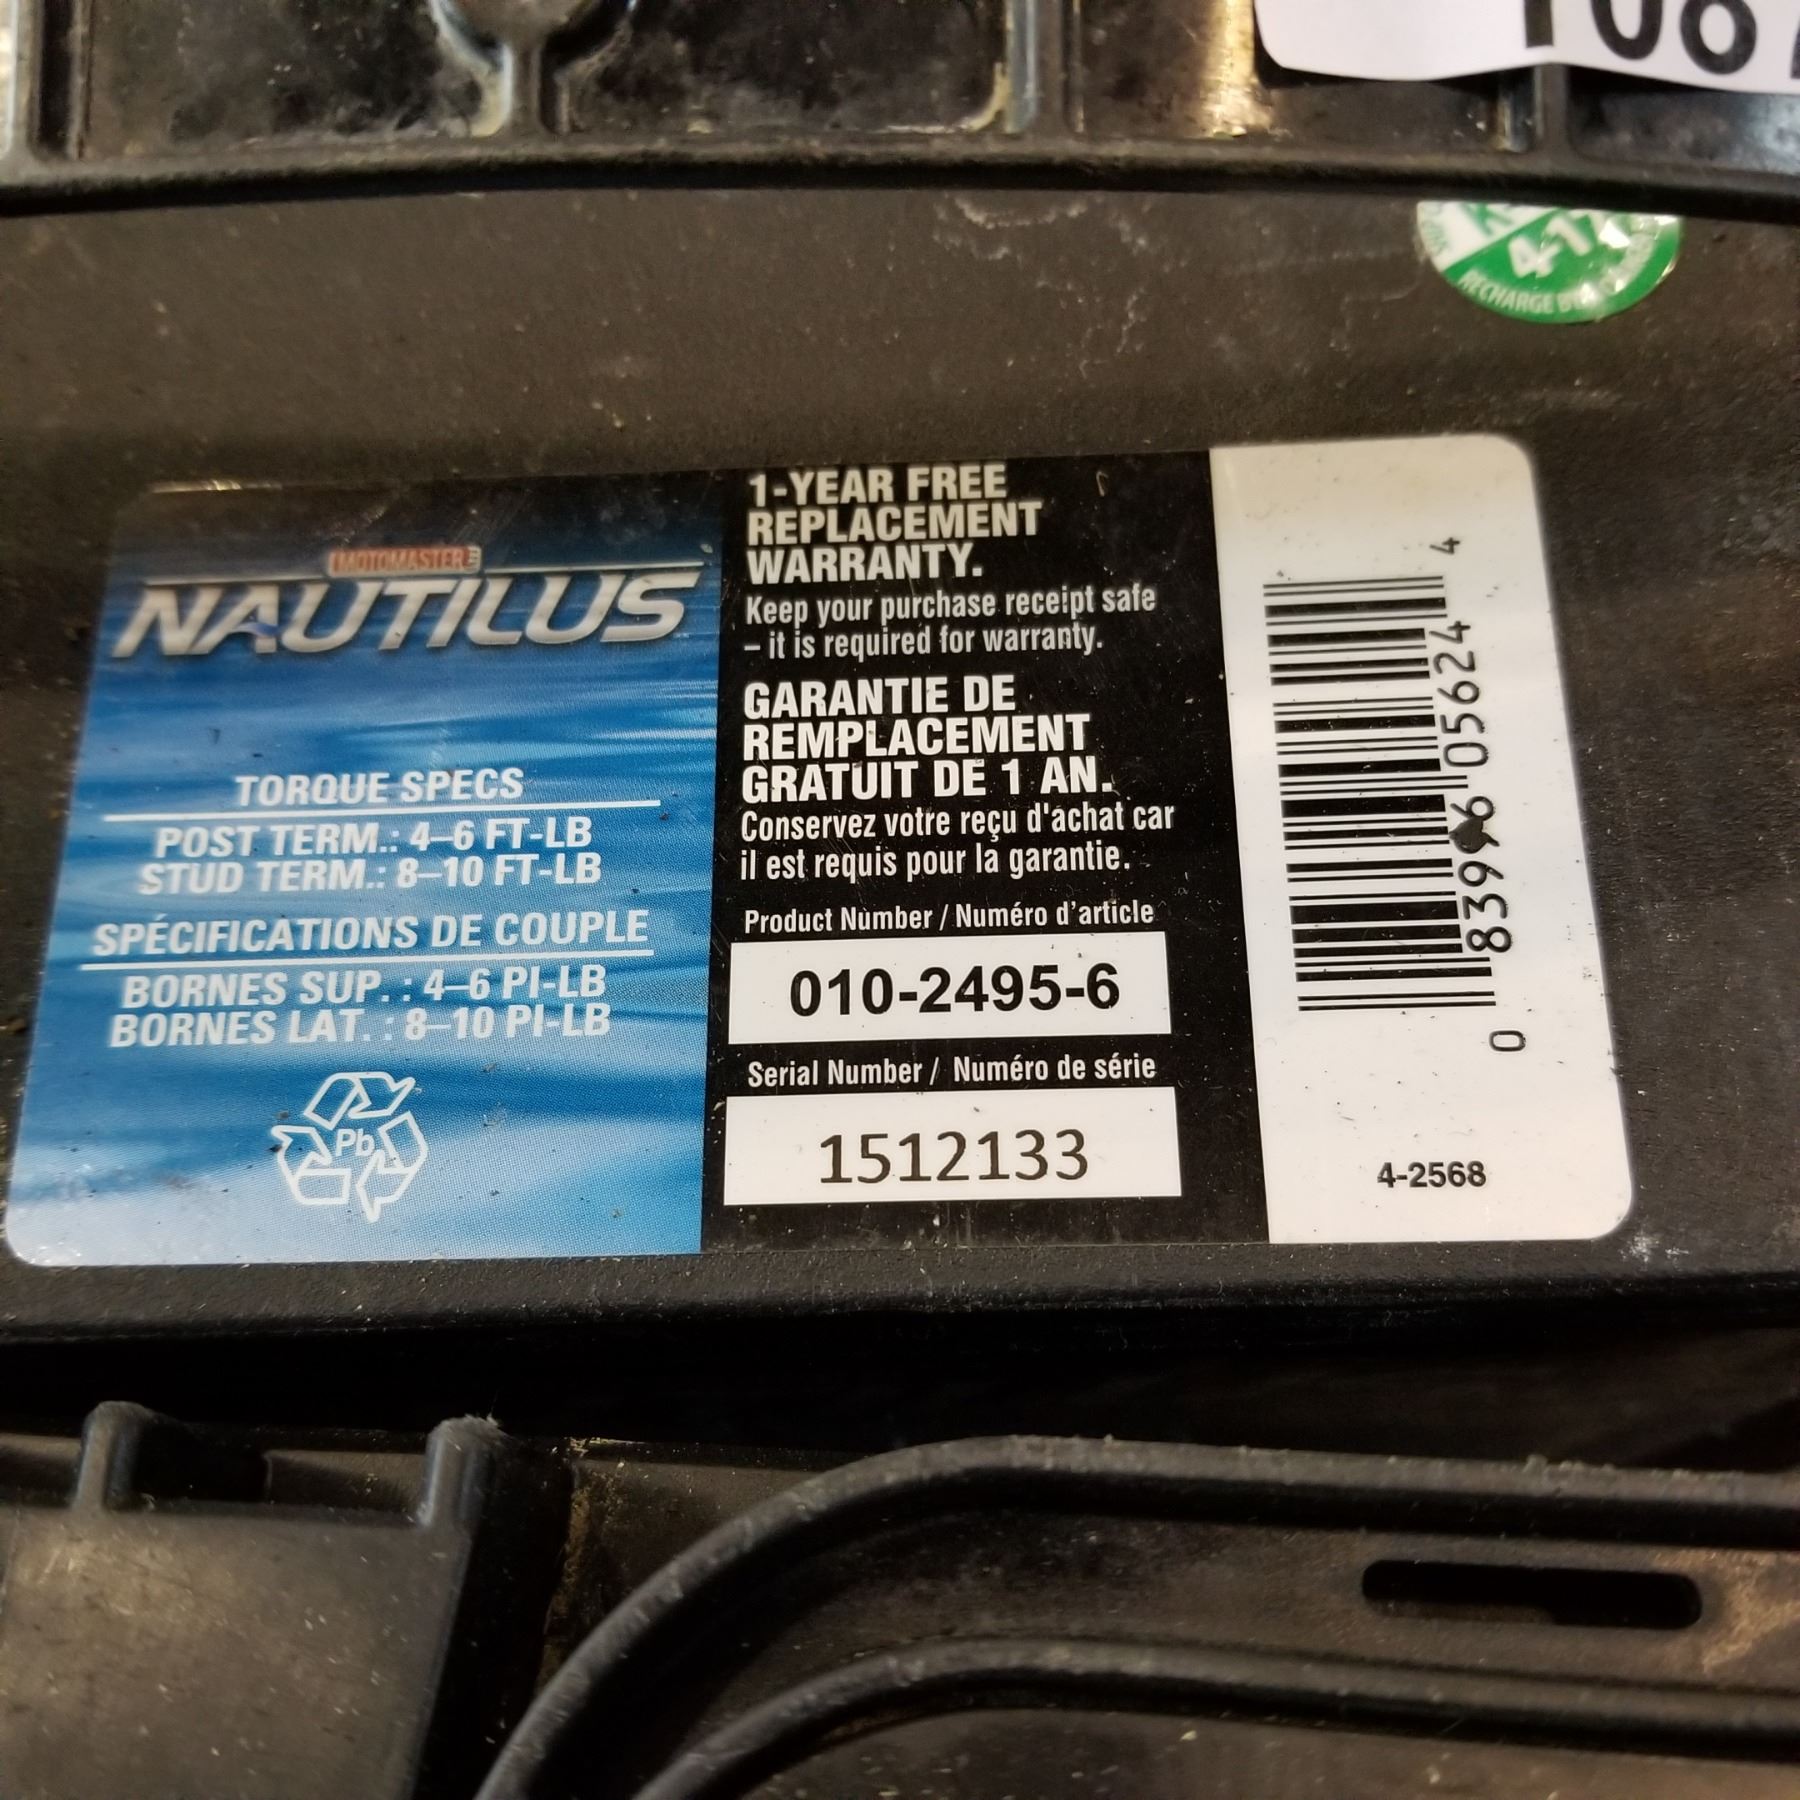 108
4-1
RECHARGE
MOTOMASTER
NAUTILUS
TORQUE SPECS
POST TERM.: 4–6 FT-LB
STUD TERM.: 8–10 FT-LB
SPÉCIFICATIONS DE COUPLE
BORNES SUP. : 4–6 PI-LB
BORNES LAT. : 8–10 PI-LB
Pb
1-YEAR FREE
REPLACEMENT
WARRANTY.
Keep your purchase receipt safe
– it is required for warranty.
GARANTIE DE
REMPLACEMENT
GRATUIT DE 1 AN.
Conservez votre reçu d'achat car
il est requis pour la garantie.
Product Number / Numéro d'article
010-2495-6
Serial Number / Numéro de série
1512133
4-2568